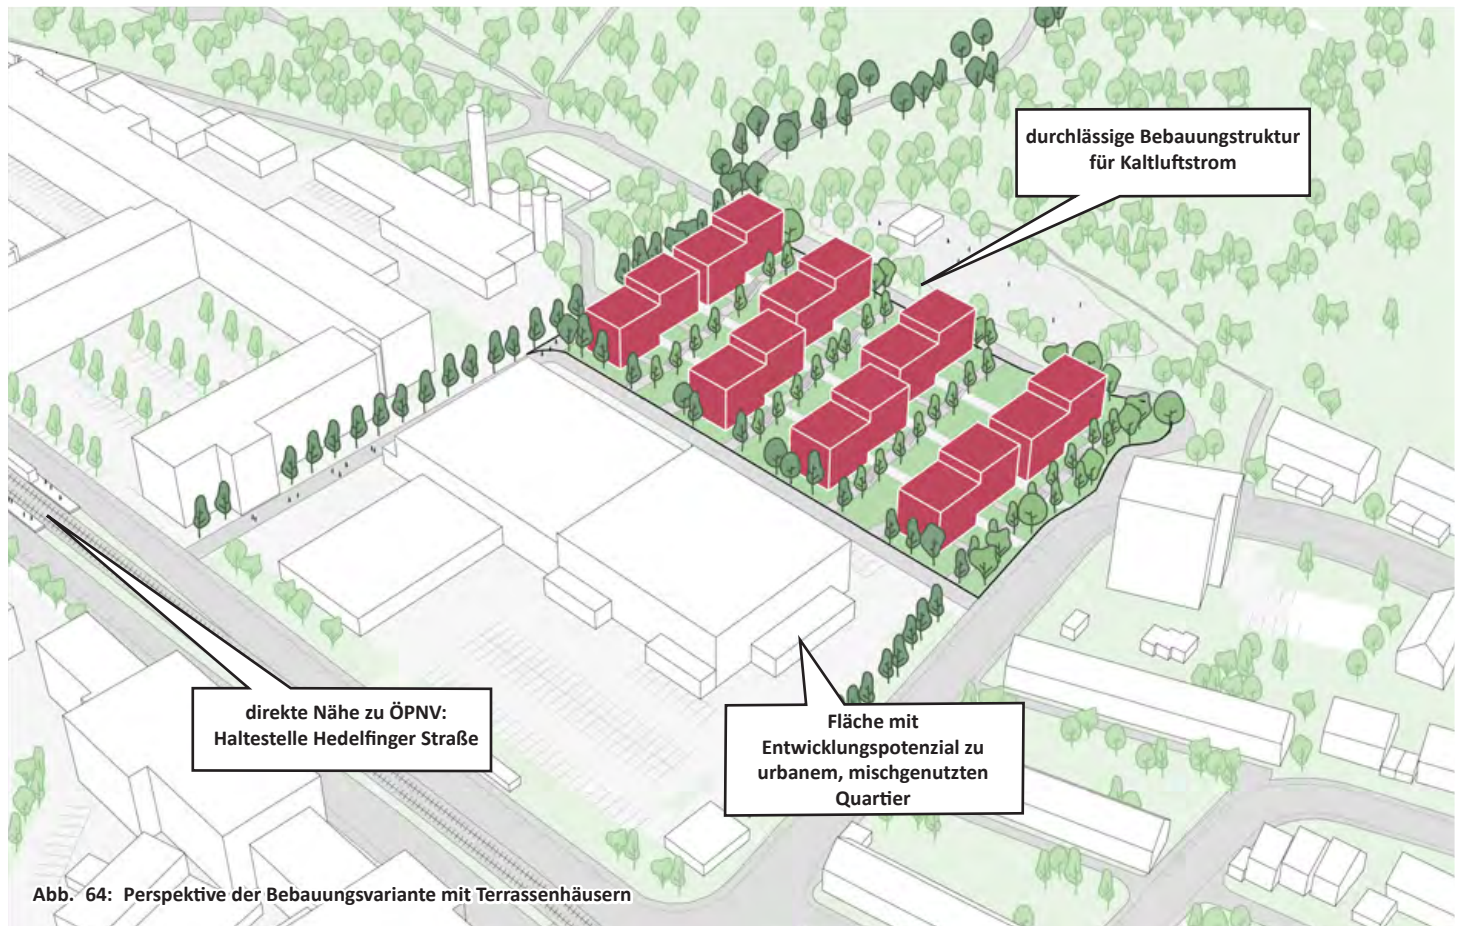 durchlässige Bebauungstruktur
für Kaltluftstrom
direkte Nähe zu ÖPNV:
Haltestelle Hedelfinger Straße
Fläche mit
Entwicklungspotenzial zu
urbanem, mischgenutzten
Quartier
Abb. 64: Perspektive der Bebauungsvariante mit Terrassenhäusern